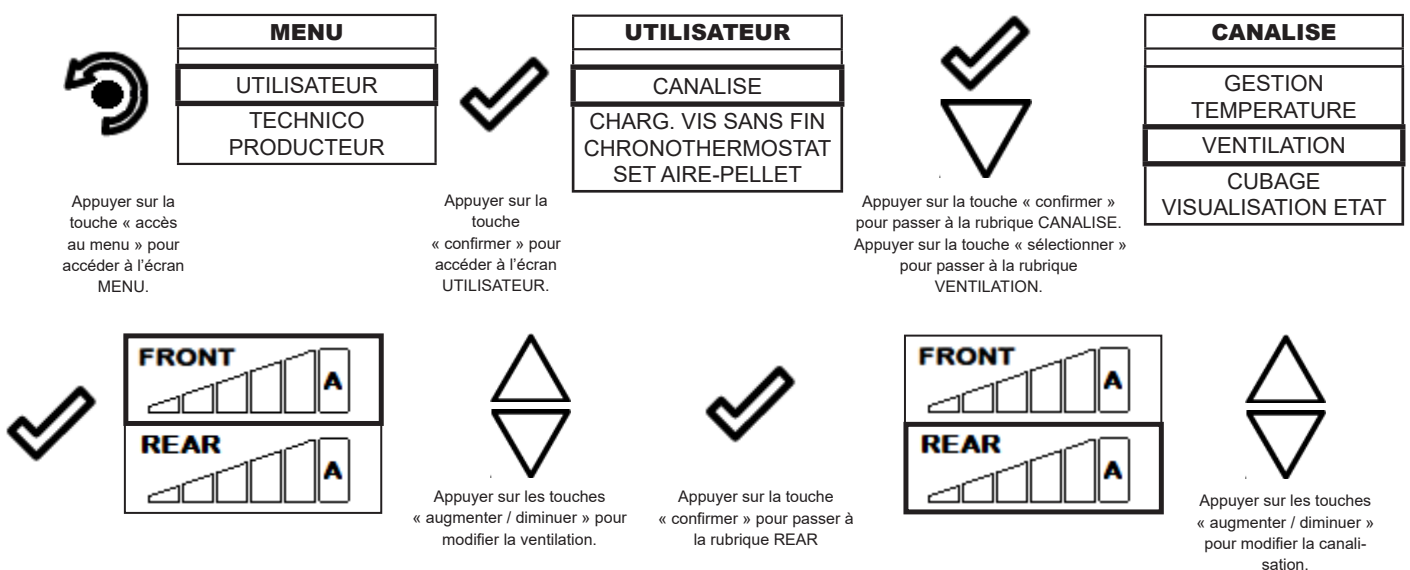 MENU
UTILISATEUR
TECHNICO
PRODUCTEUR
Appuyer sur la
touche « accès
au menu » pour
accéder à l’écran
MENU.
UTILISATEUR
CANALISE
CHARG. VIS SANS FIN
CHRONOTHERMOSTAT
SET AIRE-PELLET
Appuyer sur la
touche
« confirmer » pour
accéder à l’écran
UTILISATEUR.
Appuyer sur la touche « confirmer »
pour passer à la rubrique CANALISE.
Appuyer sur la touche « sélectionner »
pour passer à la rubrique
VENTILATION.
CANALISE
GESTION
TEMPERATURE
VENTILATION
CUBAGE
VISUALISATION ETAT
FRONT
A
REAR
A
Appuyer sur les touches
« augmenter / diminuer » pour
modifier la ventilation.
Appuyer sur la touche
« confirmer » pour passer à
la rubrique REAR
FRONT
A
REAR
A
Appuyer sur les touches
« augmenter / diminuer »
pour modifier la canali-
sation.